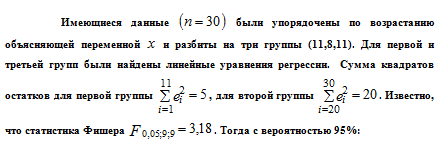 Имеющиеся данные (n = 30) были упорядочены по возрастанию
объясняющей переменной x и разбиты на три группы (11,8,11). Для первой и
третьей групп были найдены линейные уравнения регрессии. Сумма квадратов
остатков для первой группы \sum_{i=1}^{11} e_i^2 = 5 , для второй группы \sum_{i=20}^{30} e_i^2 = 20 . Известно,
что статистика Фишера F_{0,05;9;9} = 3,18 . Тогда с вероятностью 95%: